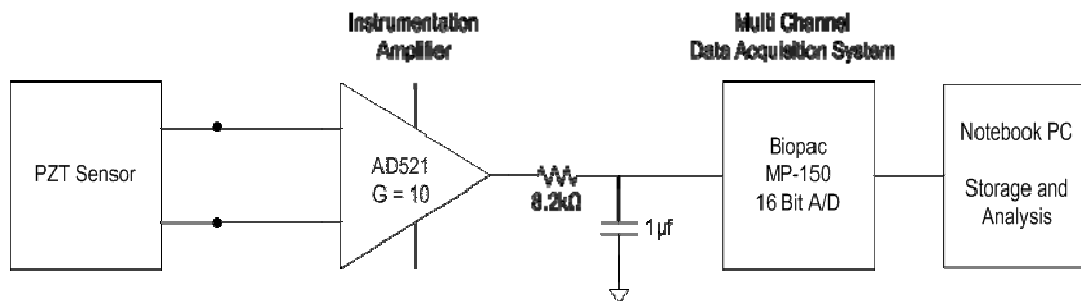 Instrumentation
Amplifier
Multi Channel
Data Acquisition System
PZT Sensor
AD521
G = 10
8.2kΩ
1µf
Biopac
MP-150
16 Bit A/D
Notebook PC
Storage and
Analysis